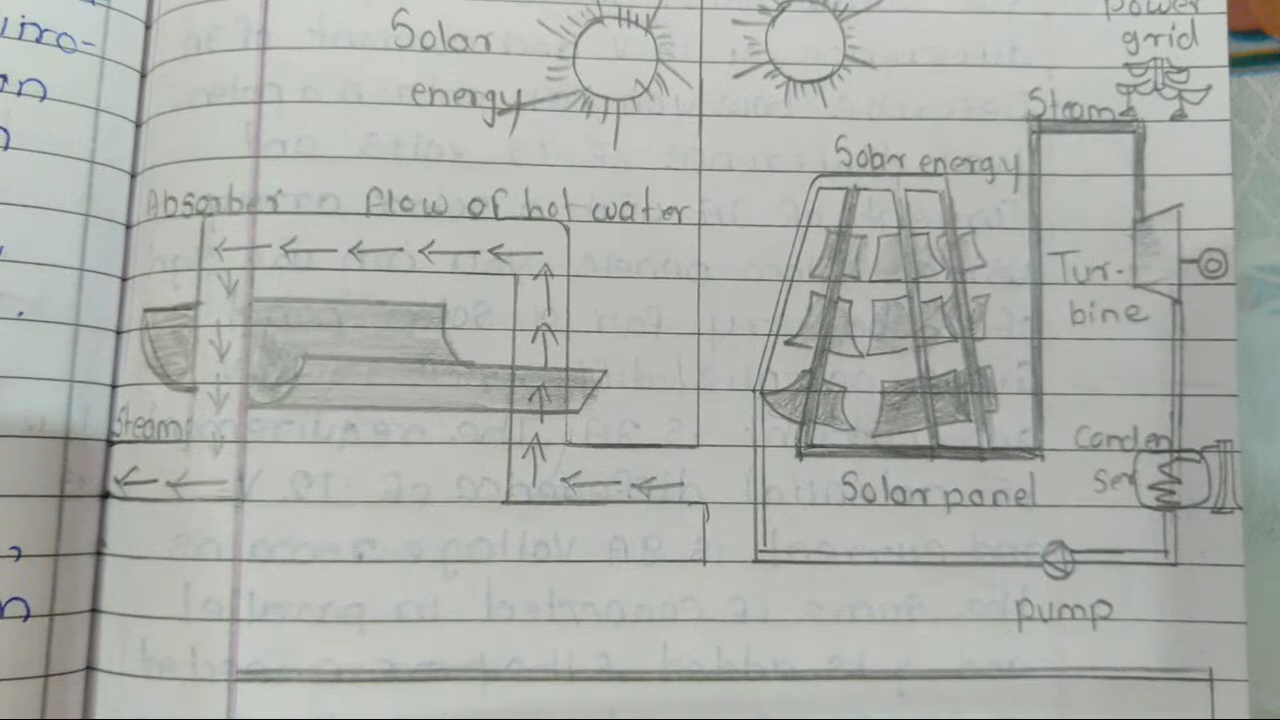 iro-
Solar
energy
power
grid
Steam
Solar energy
Absorber
flow of hot water
Tur-
bine
Steam
Conden
ser
Solar panel
pump